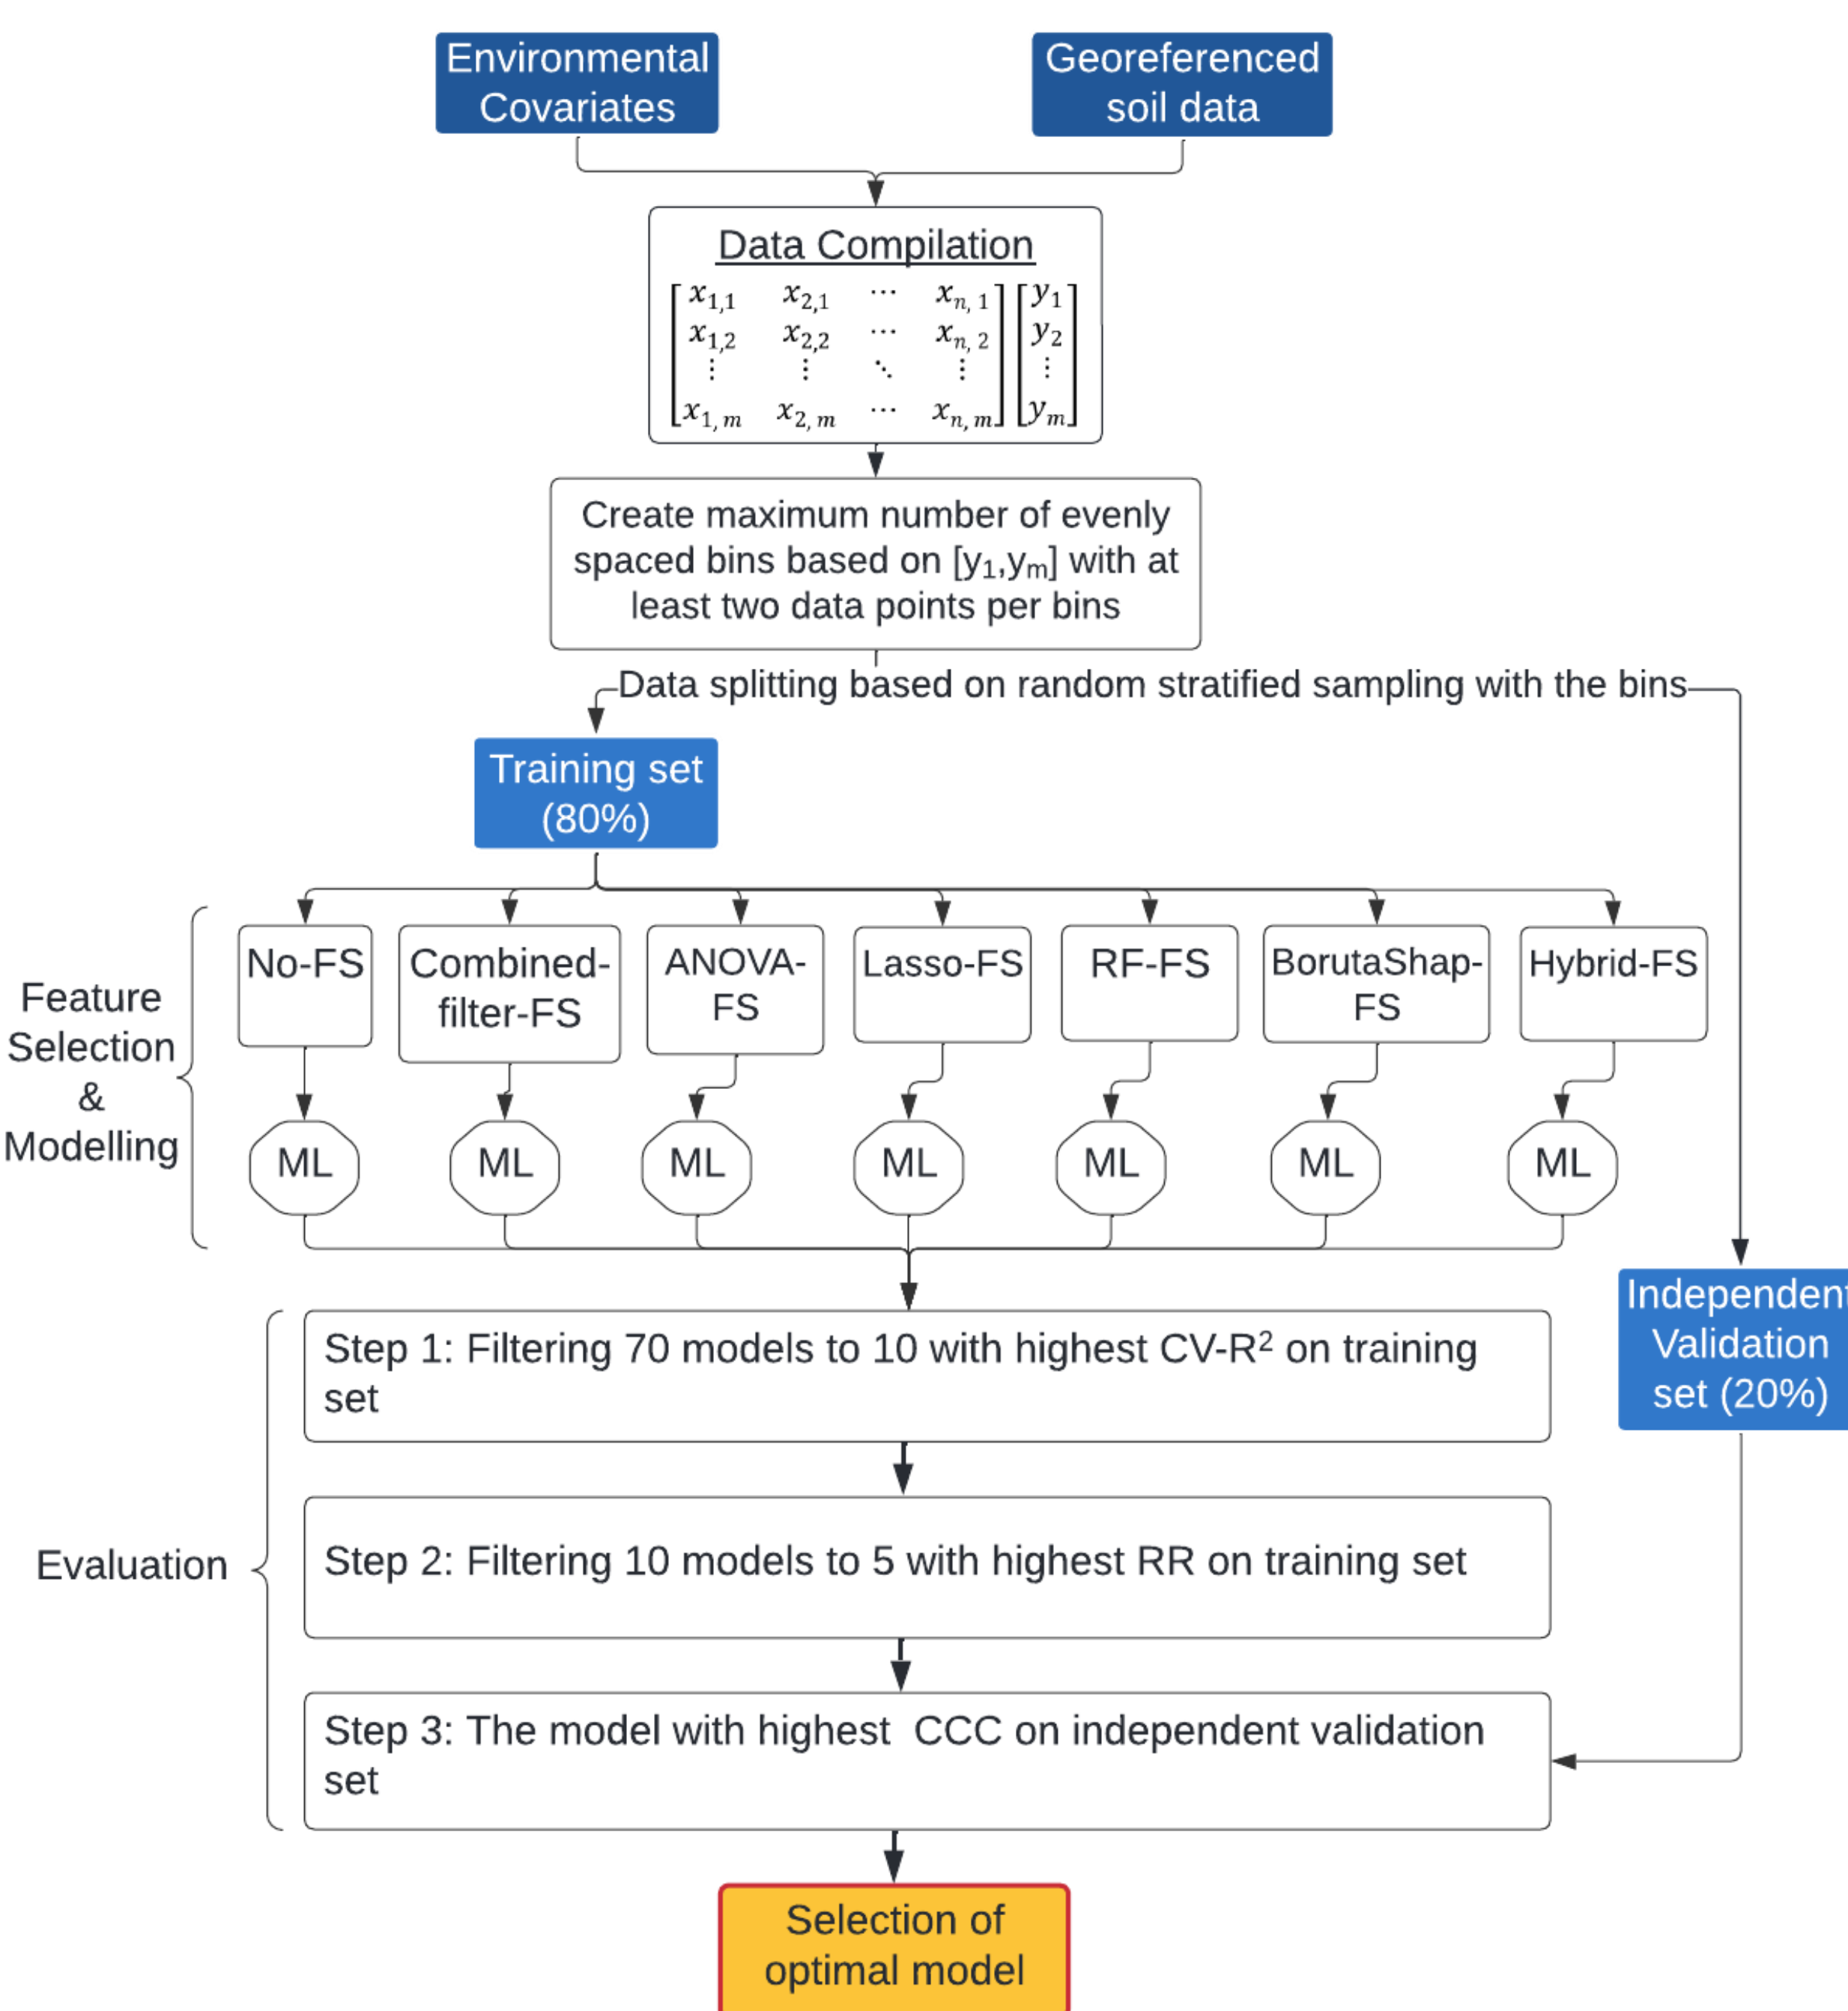 Environmental
Covariates
Georeferenced
soil data
Data Compilation
x1,1 x2,1 ⋯ xn, 1 y1
x1,2 x2,2 ⋯ xn, 2 y2
⋮ ⋮ ⋱ ⋮ ⋮
x1, m x2, m ⋯ xn, m ym
Create maximum number of evenly
spaced bins based on [y1,ym] with at
least two data points per bins
Data splitting based on random stratified sampling with the bins
Training set
(80%)
Feature
Selection
&
Modelling
No-FS
Combined-
filter-FS
ANOVA-
FS
Lasso-FS
RF-FS
BorutaShap-
FS
Hybrid-FS
ML
ML
ML
ML
ML
ML
ML
Independent
Validation
set (20%)
Evaluation
Step 1: Filtering 70 models to 10 with highest CV-R² on training
set
Step 2: Filtering 10 models to 5 with highest RR on training set
Step 3: The model with highest CCC on independent validation
set
Selection of
optimal model